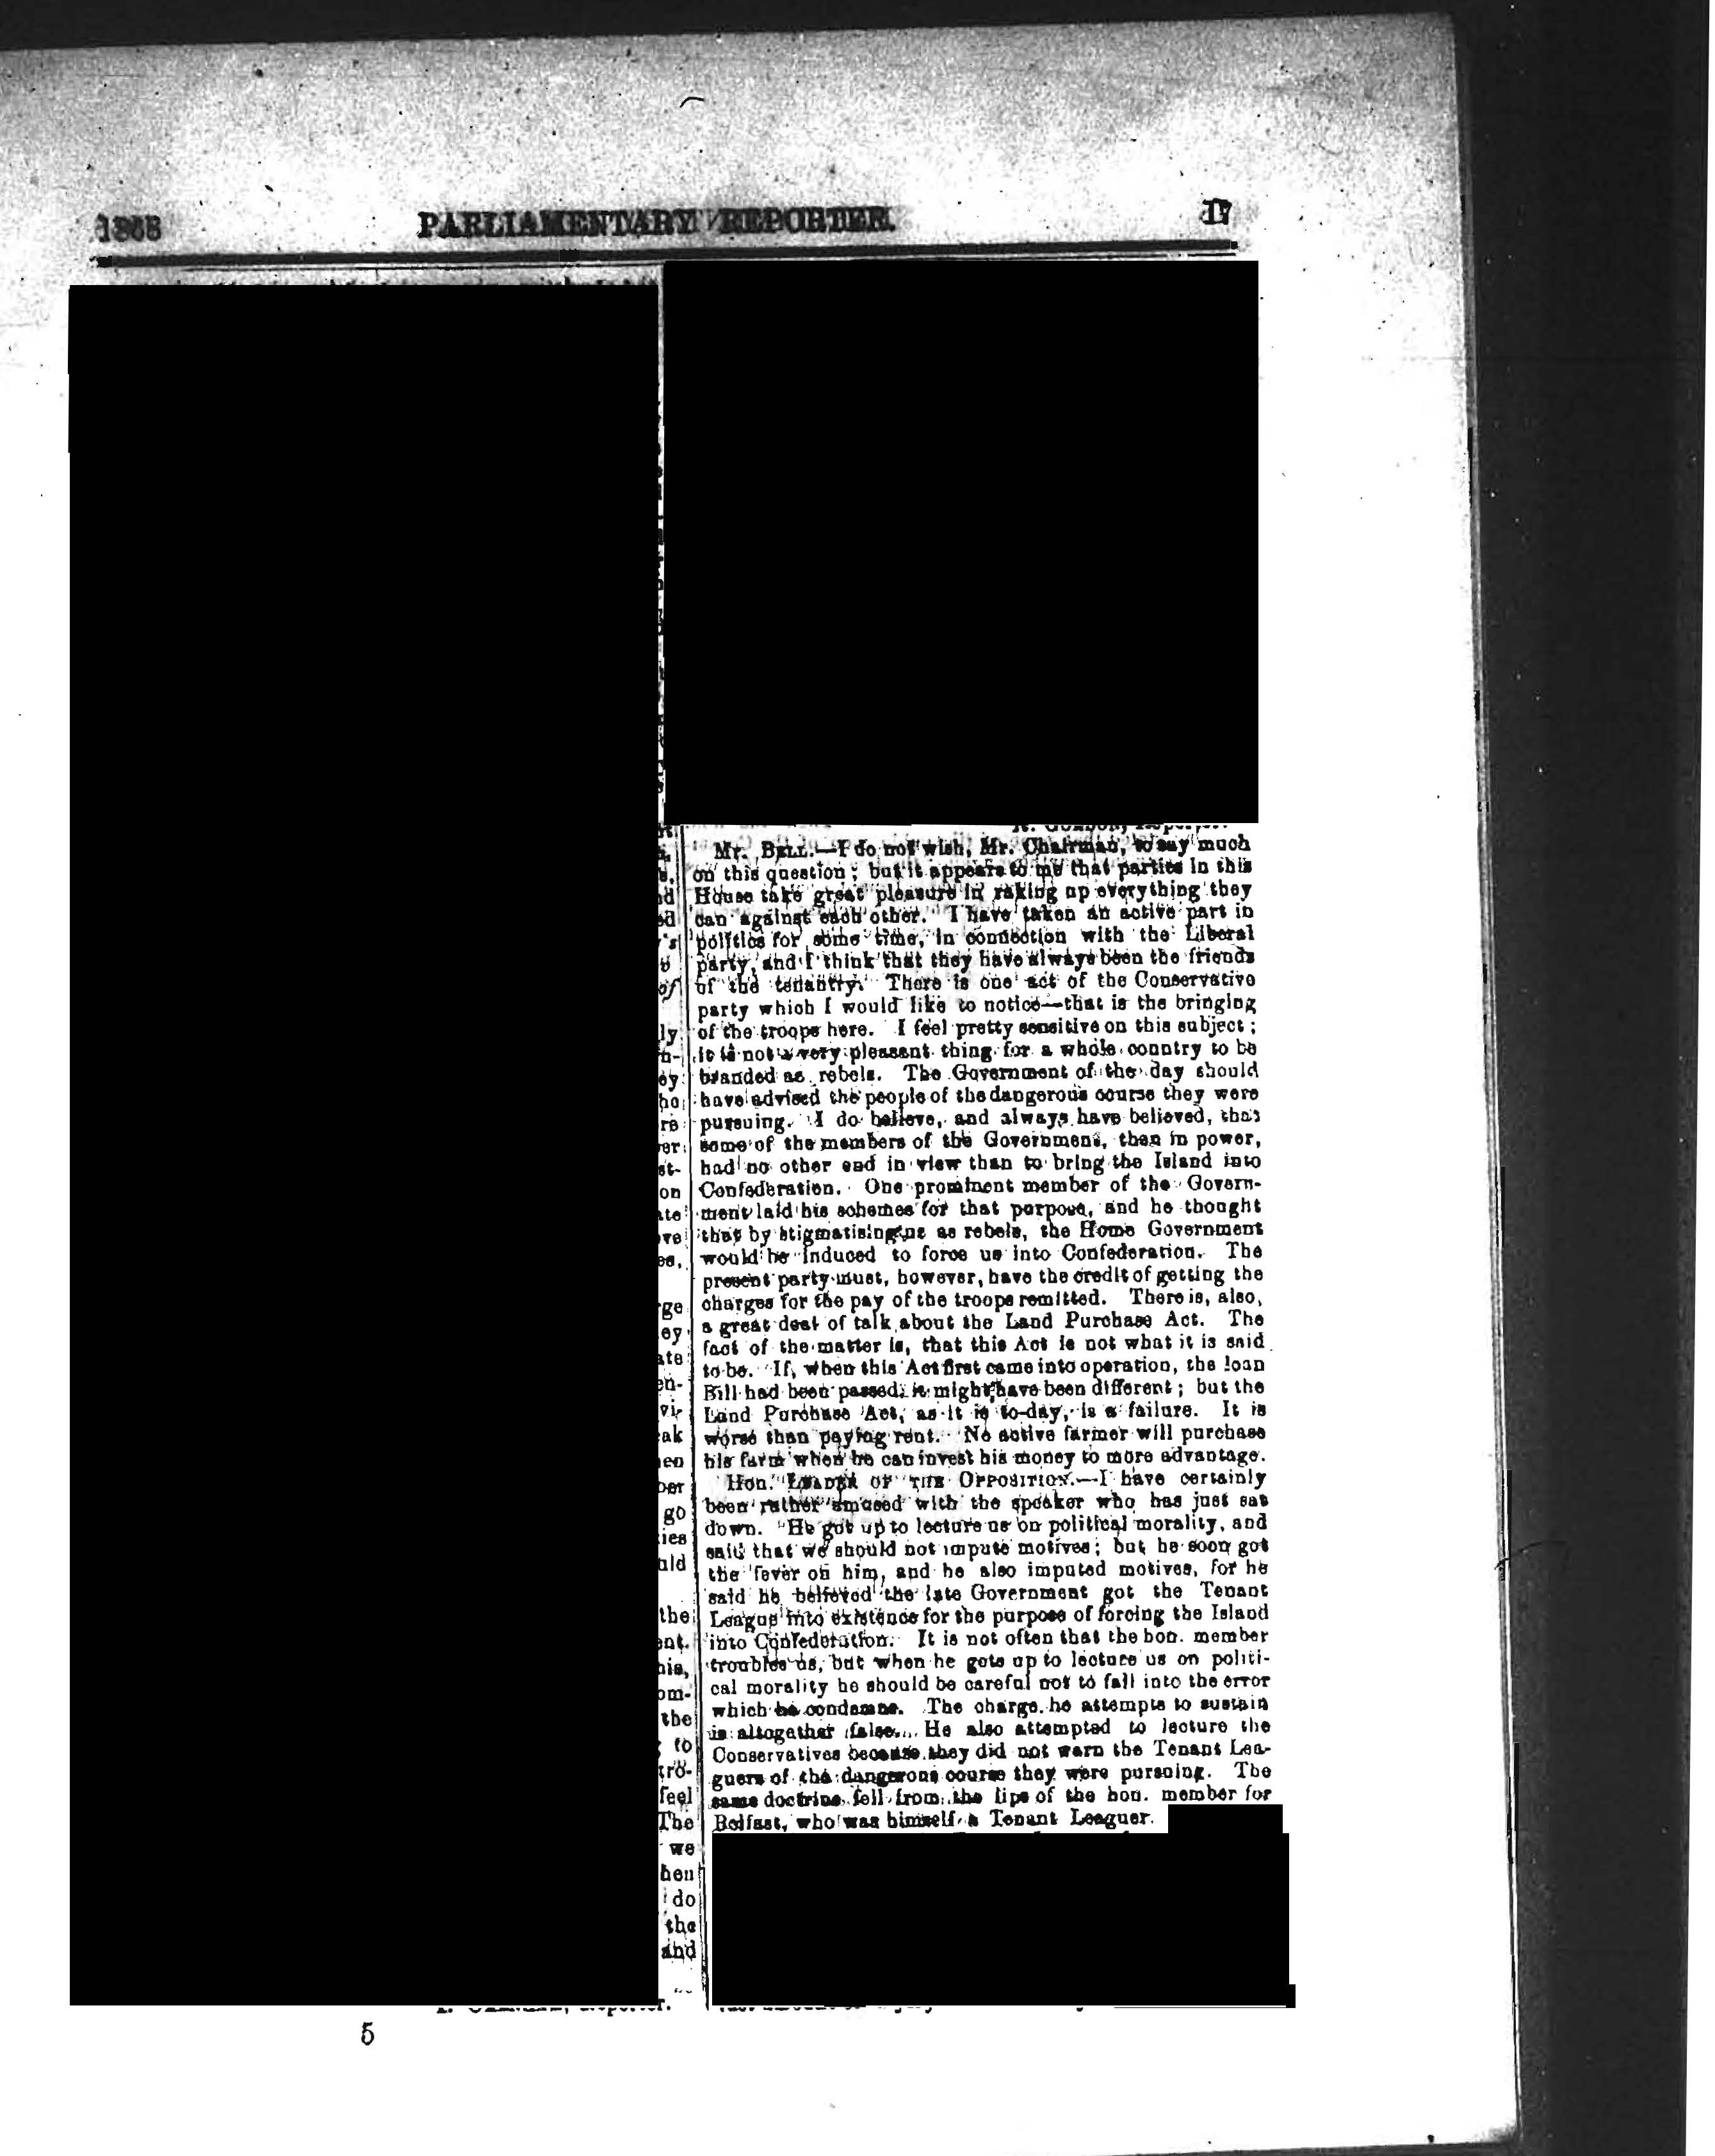 1868 PARLIAMENTARY REPORTER. 17
Mr. BELL.—I do not wish, Mr. Chairman, to say much
on this question; but it appears to me that parties in this
House take great pleasure in raking up everything they
can against each other. I have taken an active part in
politics for some time, in connection with the Liberal
party, and I think that they have always been the friends
of the tenantry. There is one act of the Conservative
party which I would like to notice—that is the bringing
of the troops here. I feel pretty sensitive on this subject;
it is not a very pleasant thing for a whole country to be
branded as rebels. The Government of the day should
have advised the people of the dangerous course they were
pursuing. I do believe, and always have believed, that
some of the members of the Government, then in power,
had no other end in view than to bring the Island into
Confederation. One prominent member of the Govern-
ment laid his schemes for that purpose, and he thought
that by stigmatising us as rebels, the Home Government
would be induced to force us into Confederation. The
present party must, however, have the credit of getting the
charges for the pay of the troops remitted. There is, also,
a great deal of talk about the Land Purchase Act. The
fact of the matter is, that this Act is not what it is said
to be. If, when this Act first came into operation, the loan
Bill had been passed, it might have been different; but the
Land Purchase Act, as it is to-day, is a failure. It is
worse than paying rent. No active farmer will purchase
his farm when he can invest his money to more advantage.
Hon. LEADER OF THE OPPOSITION.—I have certainly
been rather amused with the speaker who has just sat
down. He got up to lecture us on political morality, and
said that we should not impute motives; but he soon got
the fever on him, and he also imputed motives, for he
said he believed the late Government got the Tenant
League into existence for the purpose of forcing the Island
into Confederation. It is not often that the hon. member
troubles us, but when he gets up to lecture us on politi-
cal morality he should be careful not to fall into the error
which he condemns. The charge he attempts to sustain
is altogether false. He also attempted to lecture the
Conservatives because they did not warn the Tenant Lea-
guers of the dangerous course they were pursuing. The
same doctrine fell from the lips of the hon. member for
Belfast, who was himself a Tenant Leaguer.
5